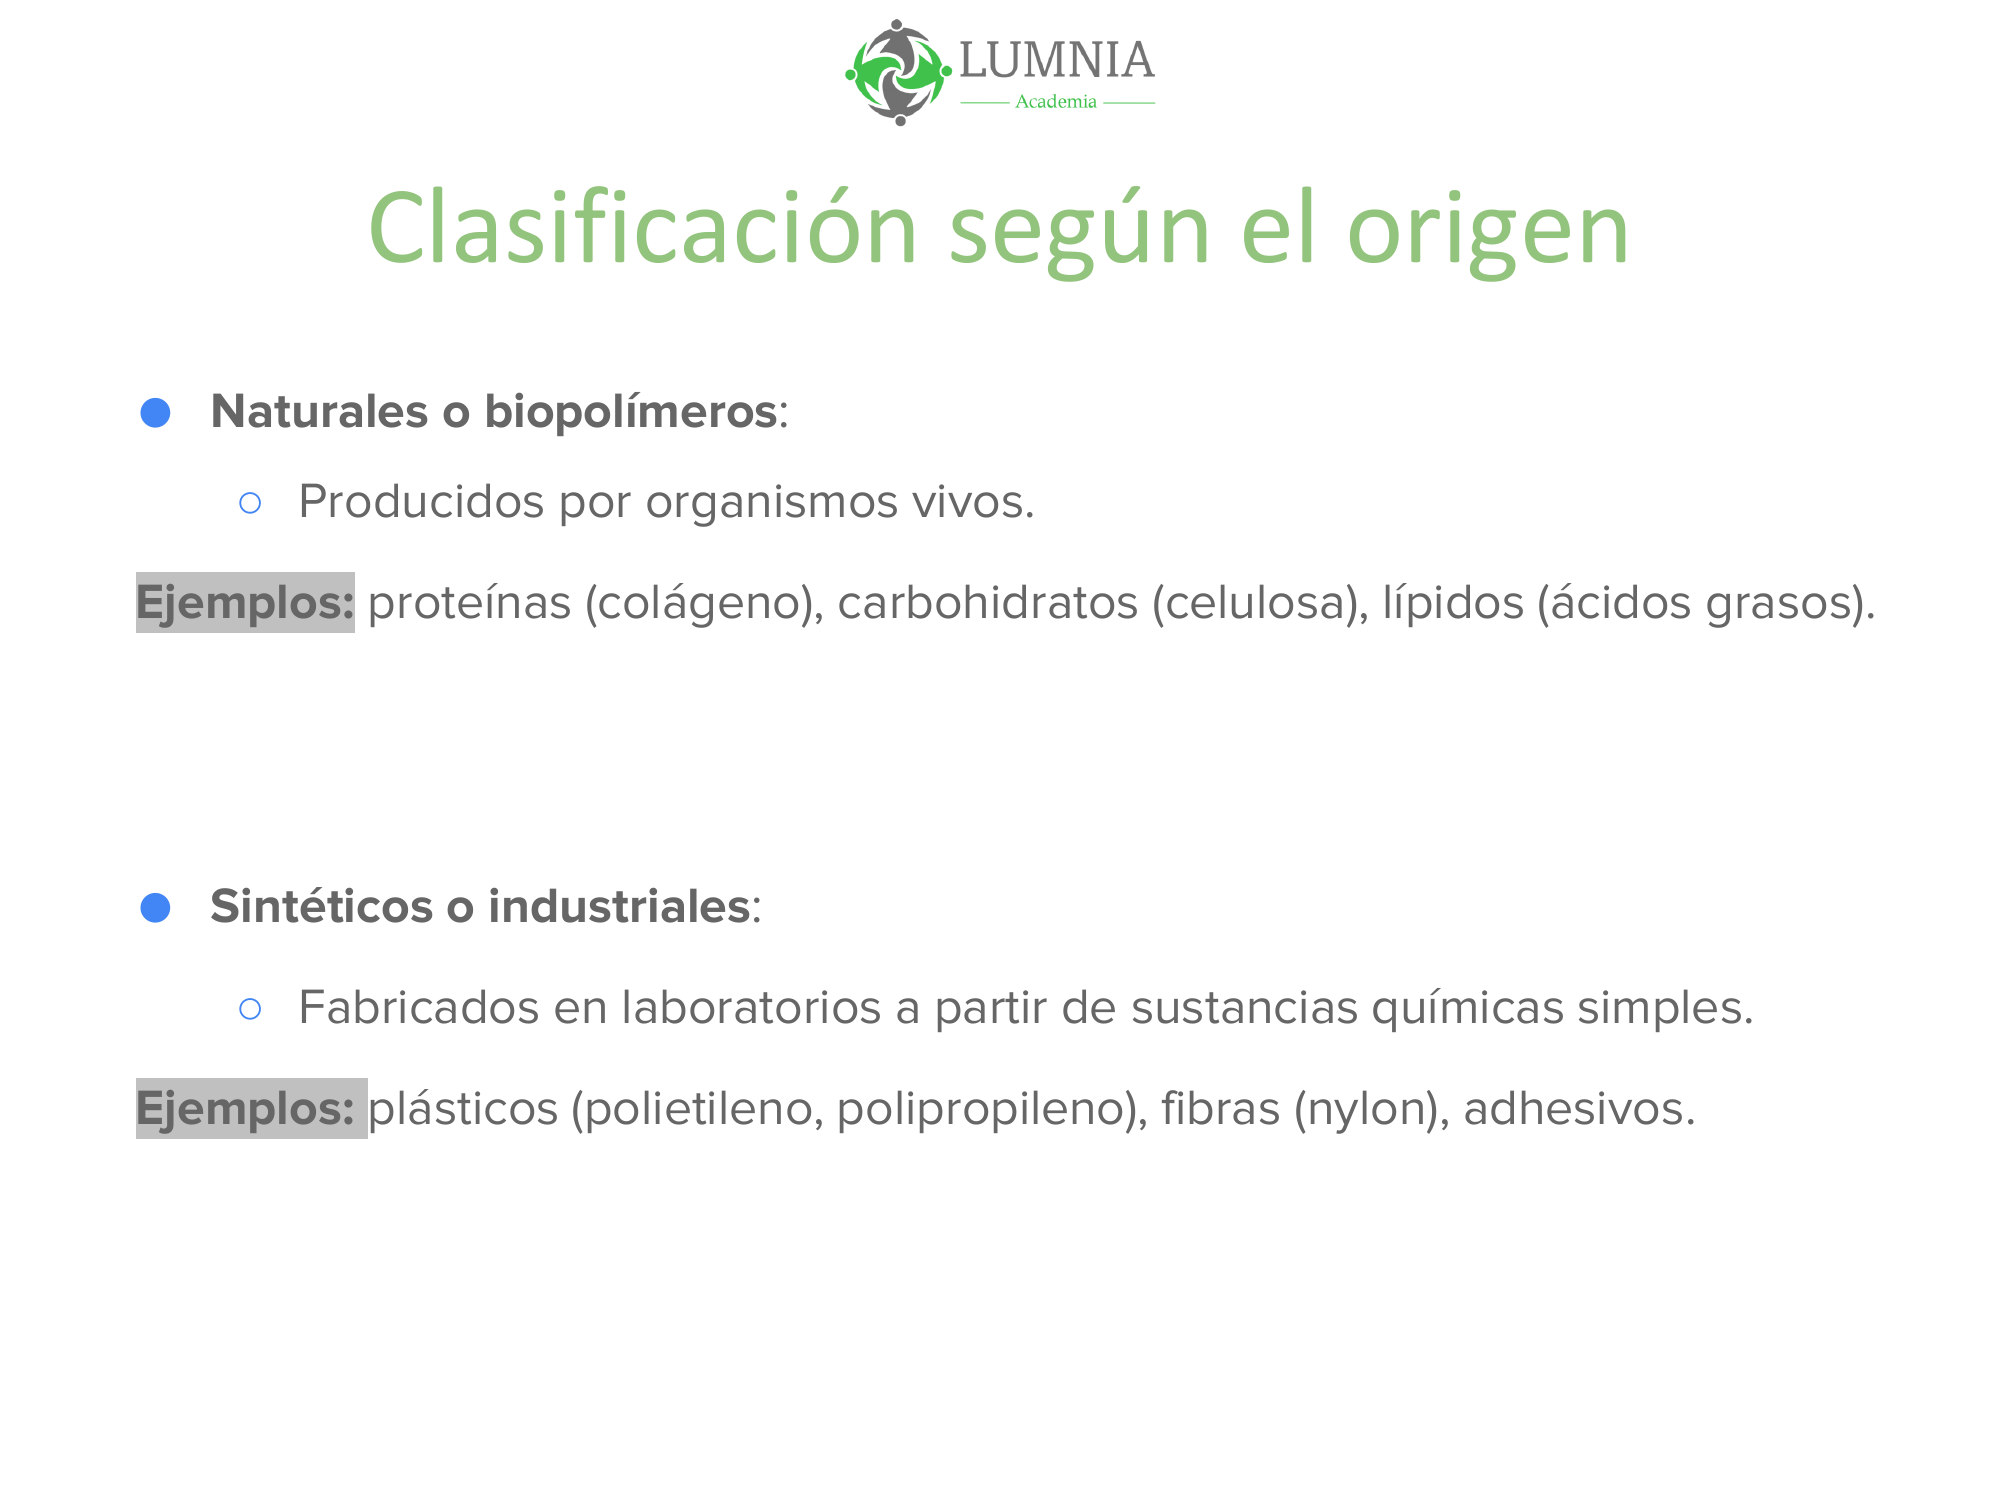 LUMNIA
Academia
Clasificación según el origen
● Naturales o biopolímeros:
○ Producidos por organismos vivos.
Ejemplos: proteínas (colágeno), carbohidratos (celulosa), lípidos (ácidos grasos).
● Sintéticos o industriales:
○ Fabricados en laboratorios a partir de sustancias químicas simples.
Ejemplos: plásticos (polietileno, polipropileno), fibras (nylon), adhesivos.